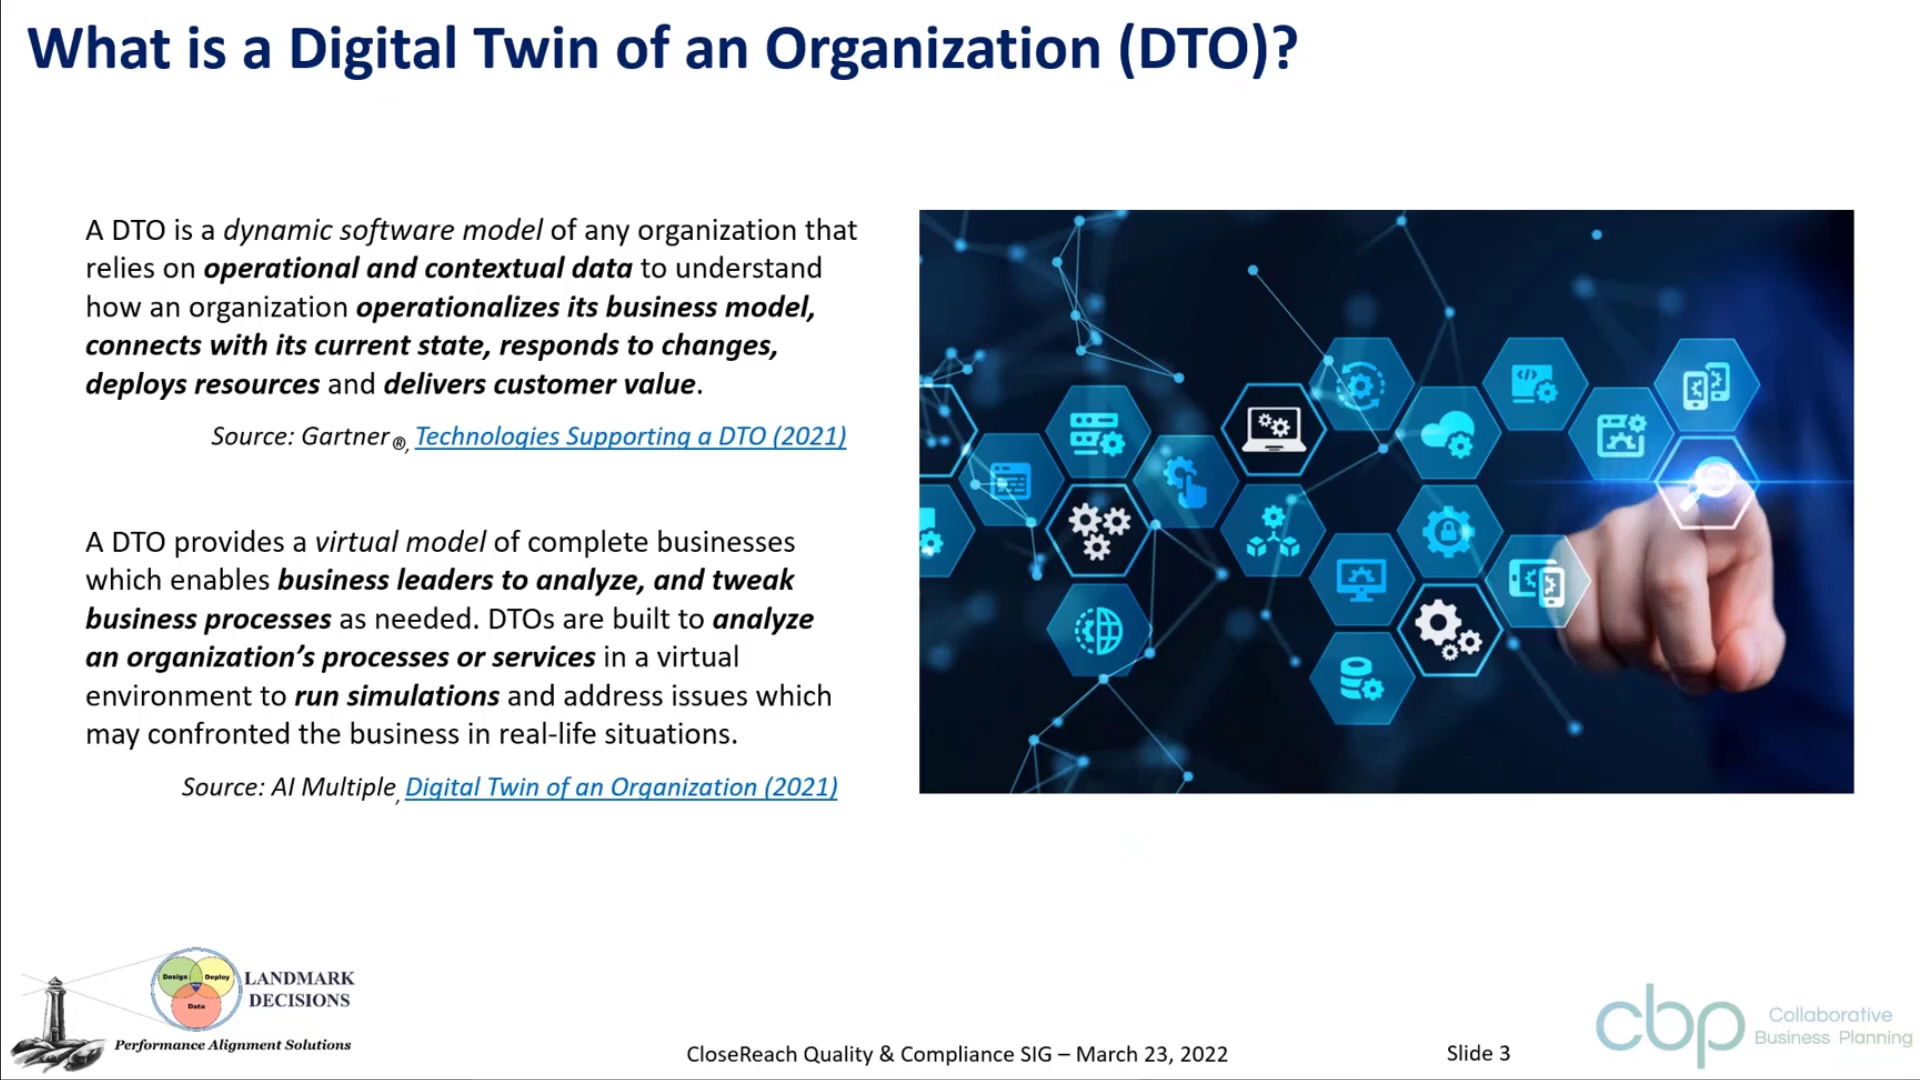 What is a Digital Twin of an Organization (DTO)?
A DTO is a dynamic software model of any organization that
relies on operational and contextual data to understand
how an organization operationalizes its business model,
connects with its current state, responds to changes,
deploys resources and delivers customer value.
Source: Gartner®, Technologies Supporting a DTO (2021)
A DTO provides a virtual model of complete businesses
which enables business leaders to analyze, and tweak
business processes as needed. DTOs are built to analyze
an organization’s processes or services in a virtual
environment to run simulations and address issues which
may confronted the business in real-life situations.
Source: AI Multiple, Digital Twin of an Organization (2021)
</>
Design Deploy
Data
LANDMARK
DECISIONS
Performance Alignment Solutions
CloseReach Quality & Compliance SIG – March 23, 2022
Slide 3
cbp
Collaborative
Business Planning